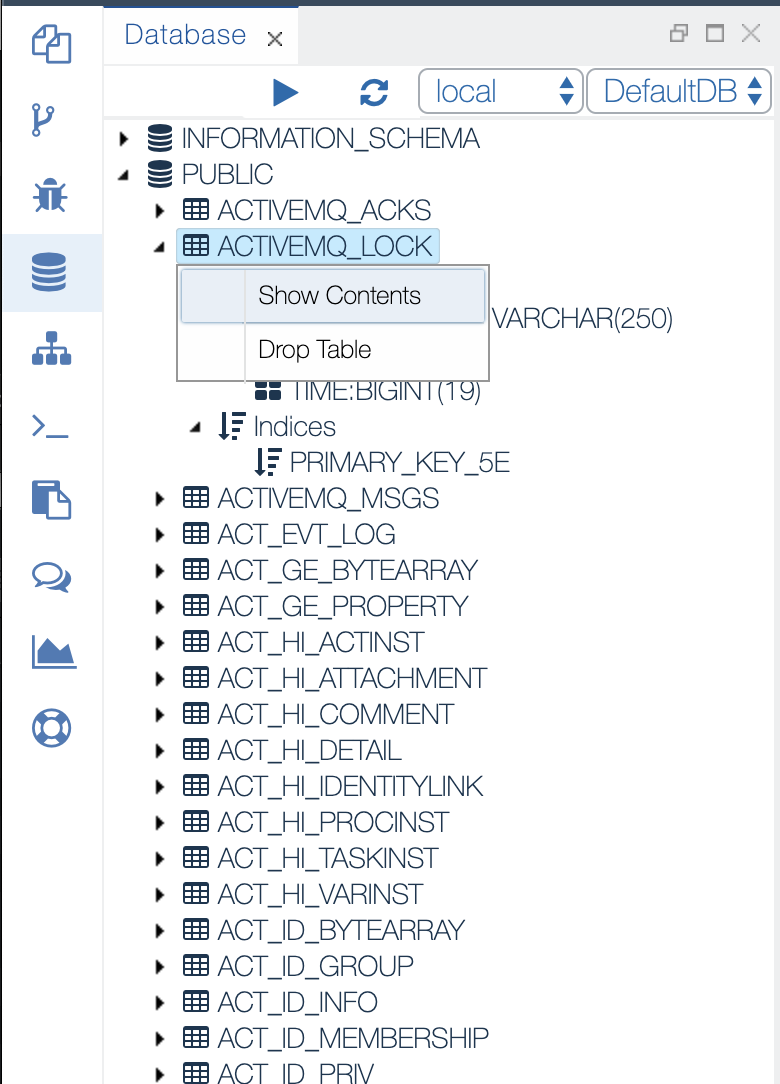 Database
local DefaultDB
INFORMATION_SCHEMA
PUBLIC
ACTIVEMQ_ACKS
ACTIVEMQ_LOCK
Show Contents
VARCHAR(250)
Drop Table
TIME:BIGINT(19)
Indices
PRIMARY_KEY_5E
ACTIVEMQ_MSGS
ACT_EVT_LOG
ACT_GE_BYTEARRAY
ACT_GE_PROPERTY
ACT_HI_ACTINST
ACT_HI_ATTACHMENT
ACT_HI_COMMENT
ACT_HI_DETAIL
ACT_HI_IDENTITYLINK
ACT_HI_PROCINST
ACT_HI_TASKINST
ACT_HI_VARINST
ACT_ID_BYTEARRAY
ACT_ID_GROUP
ACT_ID_INFO
ACT_ID_MEMBERSHIP
ACT_ID_PRIV